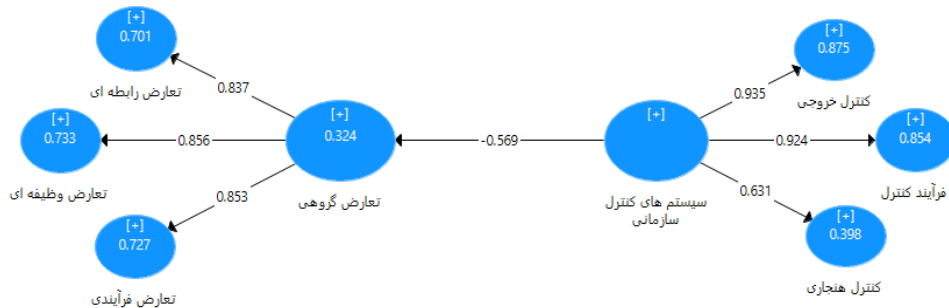 [+]
0.701
تعارض رابطه ای
[+]
0.875
کنترل خروجی
0.837
0.935
[+]
0.733
تعارض وظیفه ای
0.856
[+]
0.324
تعارض گروهی
-0.569
[+]
سیستم های کنترل
سازمانی
0.924
[+]
0.854
فرآیند کنترل
0.853
0.631
[+]
0.727
تعارض فرآیندی
[+]
0.398
کنترل هنجاری